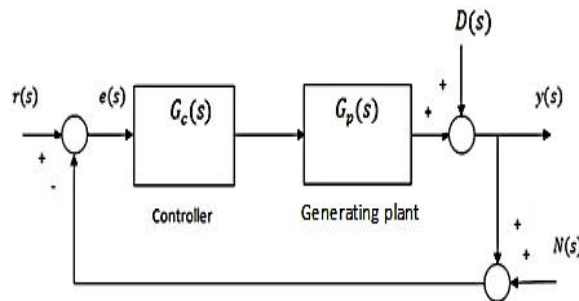 D(s)
r(s)
e(s)
G_c(s)
G_p(s)
y(s)
+
+
+
-
Controller
Generating plant
+
+
N(s)